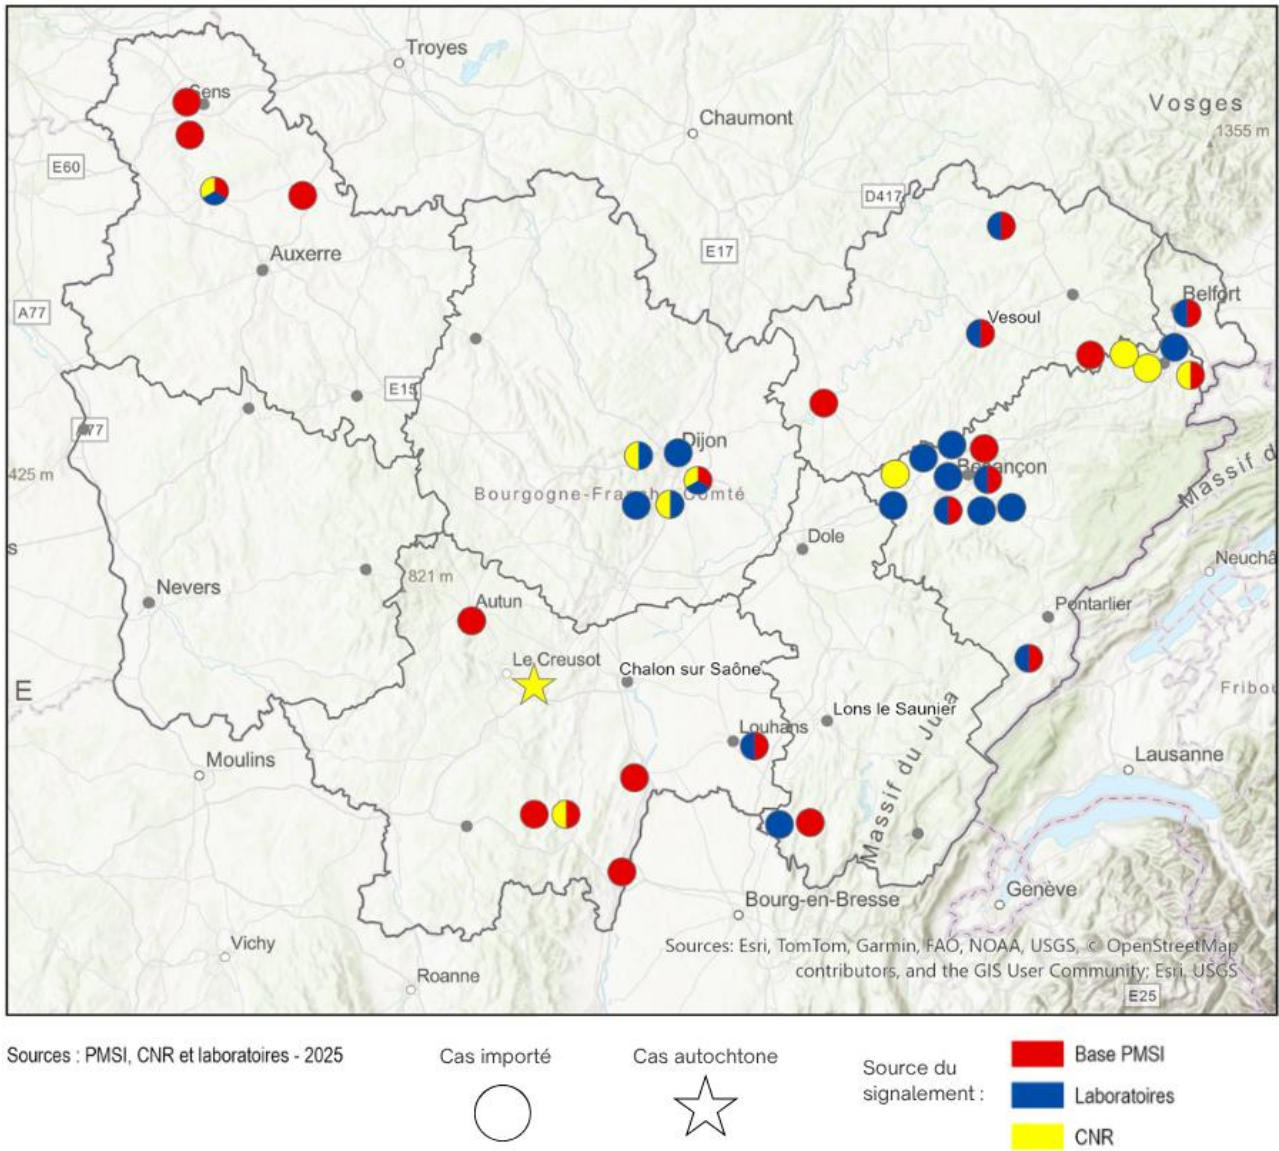 Troyes
Sens
Chaumont
Vosges
1355 m
E60
D417
Auxerre
E17
A77
Belfort
Vesoul
E15
A77
Dijon
425 m
Besançon
Bourgogne-Franche-Comté
Massif d
Dole
S
821 m
Neuchâ
Nevers
Autun
Pontarlier
Le Creusot
Chalon sur Saône
E
Fribou
Lons le Saunier
Louhans
Massif du Jura
Moulins
Lausanne
Genève
Bourg-en-Bresse
Vichy
Sources: Esri, TomTom, Garmin, FAO, NOAA, USGS, © OpenStreetMap
contributors, and the GIS User Community; Esri, USGS
Roanne
E25
Sources : PMSI, CNR et laboratoires - 2025
Cas importé
Cas autochtone
Source du
signalement :
Base PMSI
Laboratoires
CNR